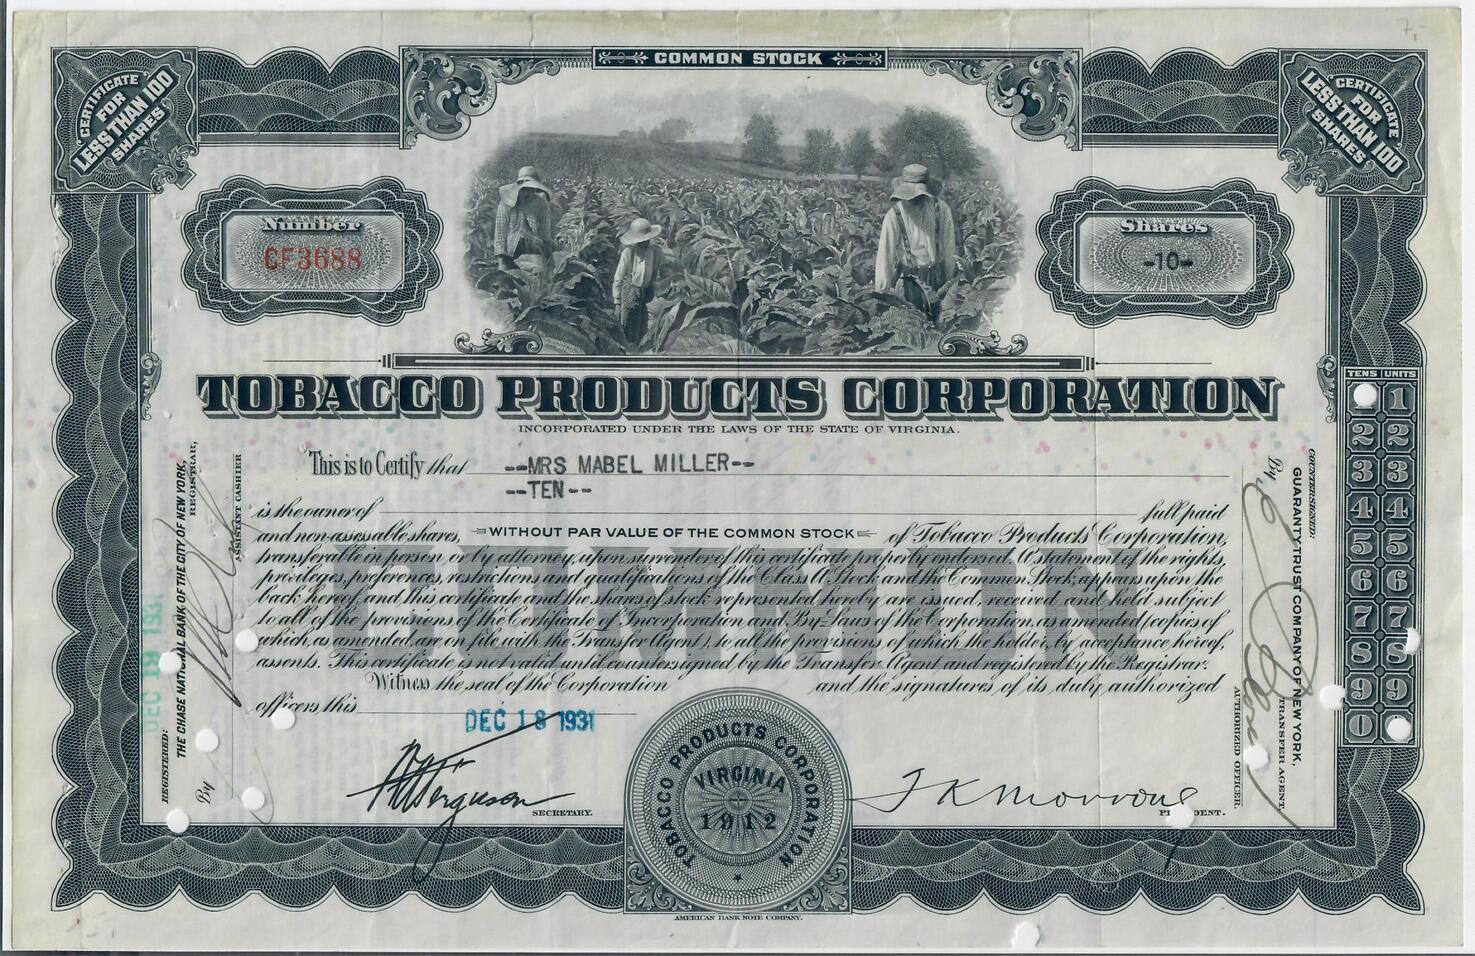 7.-
COMMON STOCK
CERTIFICATE
FOR
LESS THAN 100
SHARES
CERTIFICATE
FOR
LESS THAN 100
SHARES
Number
CF3688
Shares
-10-
TOBACCO PRODUCTS CORPORATION
INCORPORATED UNDER THE LAWS OF THE STATE OF VIRGINIA.
This is to Certify that --MRS MABEL MILLER--
--TEN--
is the owner of full paid
and non-assessable shares, WITHOUT PAR VALUE OF THE COMMON STOCK of Tobacco Products Corporation,
transferable in person or by attorney, upon surrender of this certificate properly endorsed. A statement of the rights,
privileges, preferences, restrictions and qualifications of the Class A Stock and the Common Stock, appears upon the
back hereof, and this certificate and the shares of stock represented hereby are issued, received and held subject
to all of the provisions of the Certificate of Incorporation and By-Laws of the Corporation, as amended (copies of
which, as amended, are on file with the Transfer Agent), to all the provisions of which the holder, by acceptance hereof,
assents. This certificate is not valid until countersigned by the Transfer Agent and registered by the Registrar.
Witness the seal of the Corporation and the signatures of its duly authorized
officers, this DEC 18 1931
COMMON
SECRETARY.
T K Morrow
PRESIDENT.
TOBACCO PRODUCTS CORPORATION
VIRGINIA
1912
AMERICAN BANK NOTE COMPANY.
DEC 19 1931
REGISTERED:
THE CHASE NATIONAL BANK OF THE CITY OF NEW YORK,
REGISTRAR,
By
ASSISTANT CASHIER
COUNTERSIGNED:
GUARANTY TRUST COMPANY OF NEW YORK,
TRANSFER AGENT.
By
AUTHORIZED OFFICER.
TENS UNITS
1
2 2
3 3
4 4
5 5
6 6
7 7
8 8
9 9
0